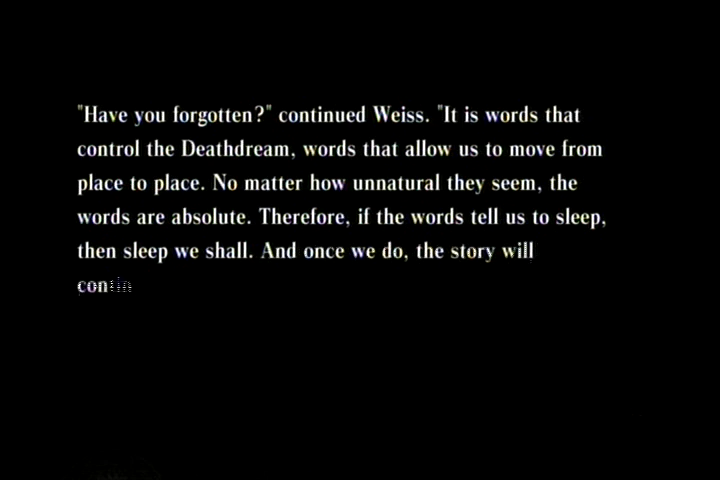 "Have you forgotten?" continued Weiss. "It is words that
control the Deathdream, words that allow us to move from
place to place. No matter how unnatural they seem, the
words are absolute. Therefore, if the words tell us to sleep,
then sleep we shall. And once we do, the story will
contin